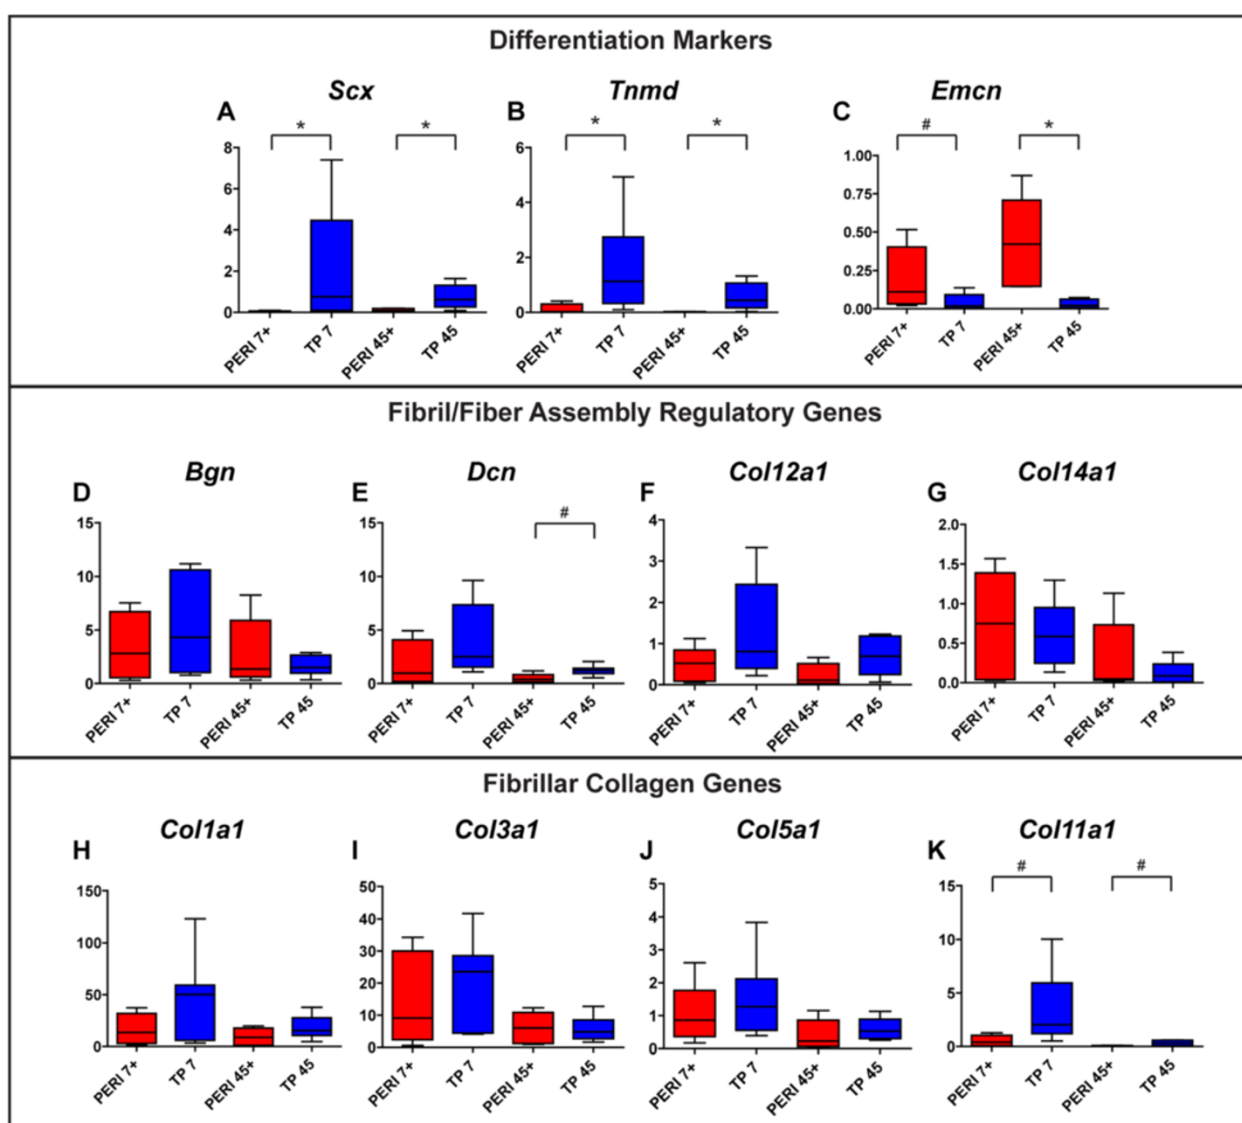 Differentiation Markers
Scx Tnmd Emcn
A B C
* * * * # *
8 6 4 2 0
6 4 2 0
1.00 0.75 0.50 0.25 0.00
PERI 7+ TP 7 PERI 45+ TP 45 PERI 7+ TP 7 PERI 45+ TP 45 PERI 7+ TP 7 PERI 45+ TP 45
Fibril/Fiber Assembly Regulatory Genes
Bgn Dcn Col12a1 Col14a1
D E F G
#
15 10 5 0
15 10 5 0
4 3 2 1 0
2.0 1.5 1.0 0.5 0.0
PERI 7+ TP 7 PERI 45+ TP 45 PERI 7+ TP 7 PERI 45+ TP 45 PERI 7+ TP 7 PERI 45+ TP 45 PERI 7+ TP 7 PERI 45+ TP 45
Fibrillar Collagen Genes
Col1a1 Col3a1 Col5a1 Col11a1
H I J K
# #
150 100 50 0
50 40 30 20 10 0
5 4 3 2 1 0
15 10 5 0
PERI 7+ TP 7 PERI 45+ TP 45 PERI 7+ TP 7 PERI 45+ TP 45 PERI 7+ TP 7 PERI 45+ TP 45 PERI 7+ TP 7 PERI 45+ TP 45